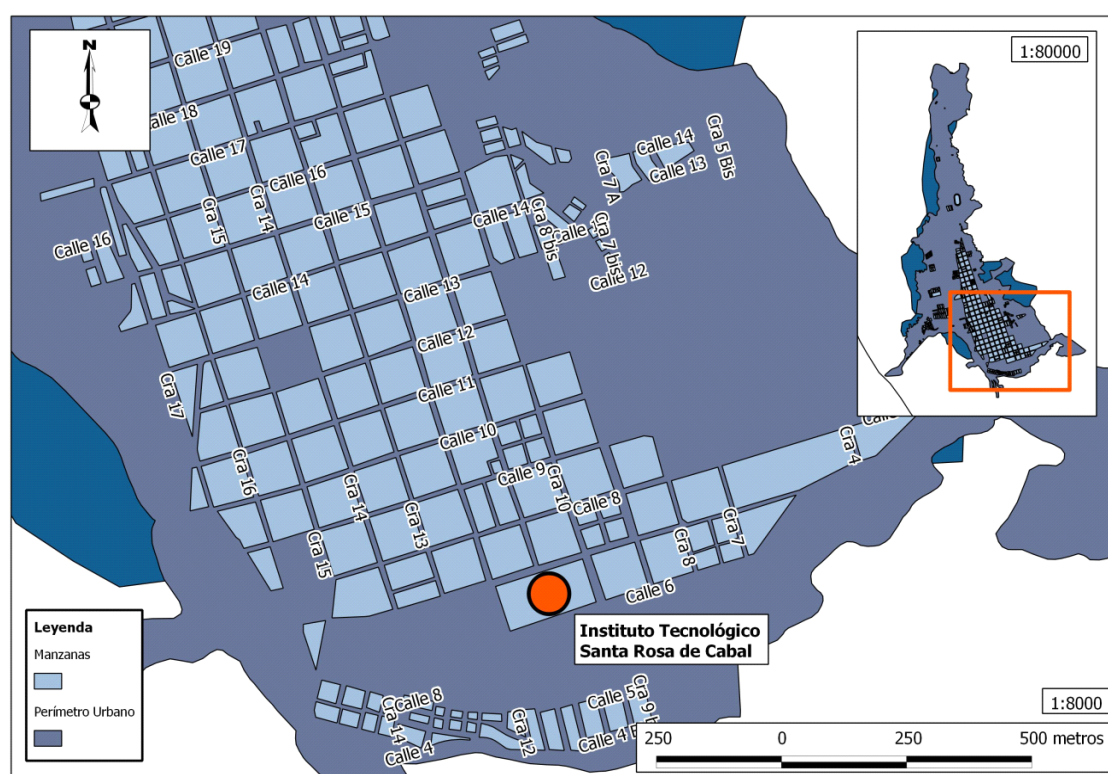 N
1:80000
Calle 19
Calle 18
Calle 17
Calle 14
Cra 5 Bis
Calle 13
Cra 7 A
Calle 16
Cra 15
Cra 14
Calle 15
Calle 14
Cra 8 bis
Calle
Cra 7 bis
Calle 16
Calle 12
Calle 14
Calle 13
Calle 12
Cra 17
Calle 11
Calle 10
Cra 4
Cra 16
Calle 9
Cra 10
Cra 14
Cra 13
Calle 8
Cra 7
Cra 15
Cra 8
Calle 6
Leyenda
Manzanas
Perímetro Urbano
Instituto Tecnológico
Santa Rosa de Cabal
Calle 8
Cra 14
Calle 4
Cra 12
Calle 5
Cra 9 b
Calle 4
1:8000
250 0 250 500 metros